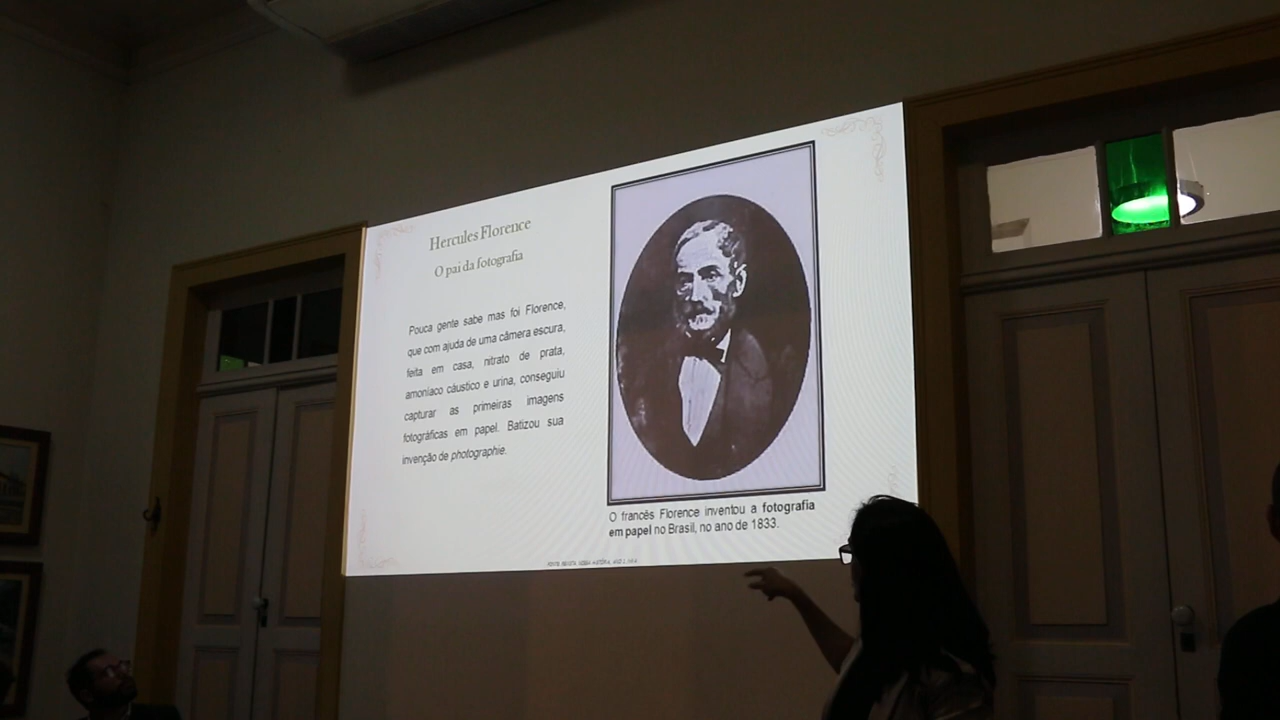 Hercules Florence
O pai da fotografia
Pouca gente sabe mas foi Florence,
que com ajuda de uma câmera escura,
feita em casa, nitrato de prata,
amoníaco cáustico e urina, conseguiu
capturar as primeiras imagens
fotográficas em papel. Batizou sua
invenção de photographie.
O francês Florence inventou a fotografia
em papel no Brasil, no ano de 1833.